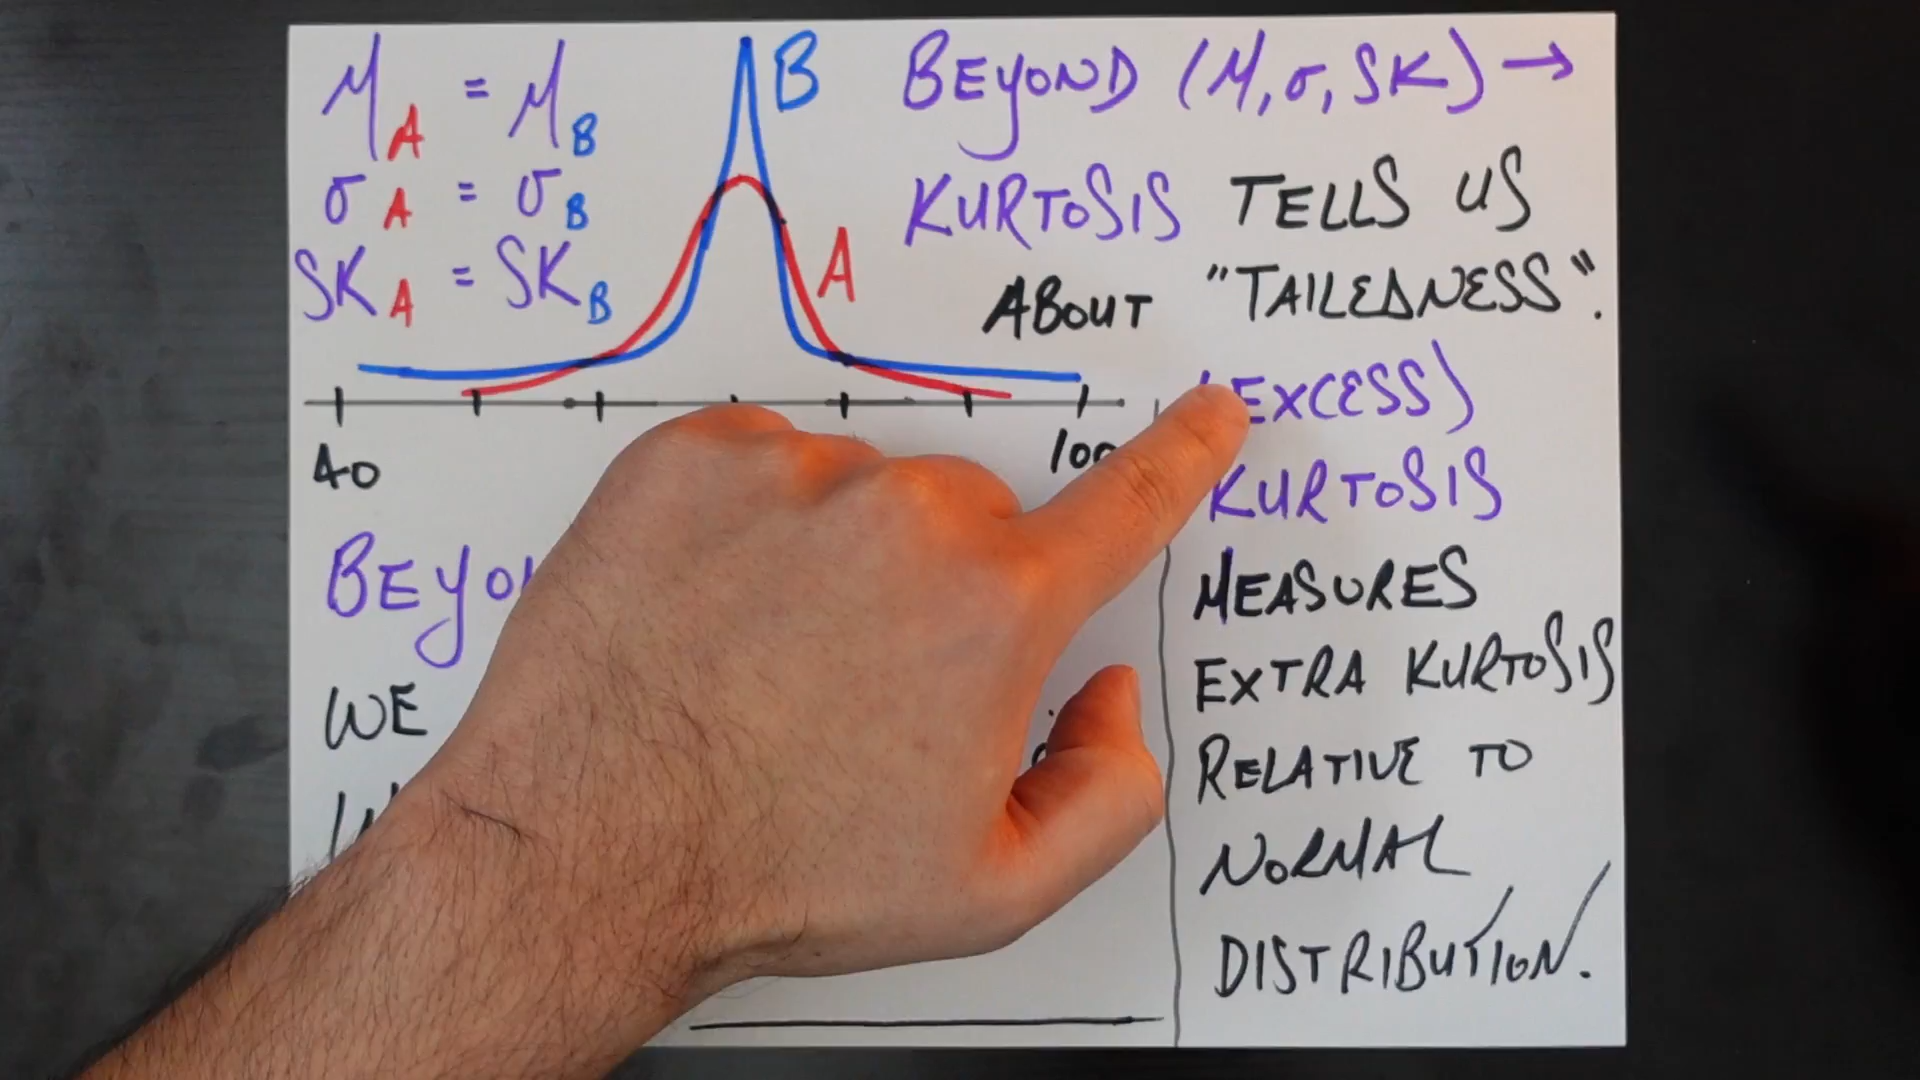 μA = μB
σA = σB
SKA = SKB
B
A
40
100
BEYOND (μ, σ, SK) →
KURTOSIS TELLS US
ABOUT "TAILEDNESS".
(EXCESS)
KURTOSIS
MEASURES
EXTRA KURTOSIS
RELATIVE TO
NORMAL
DISTRIBUTION.
WE